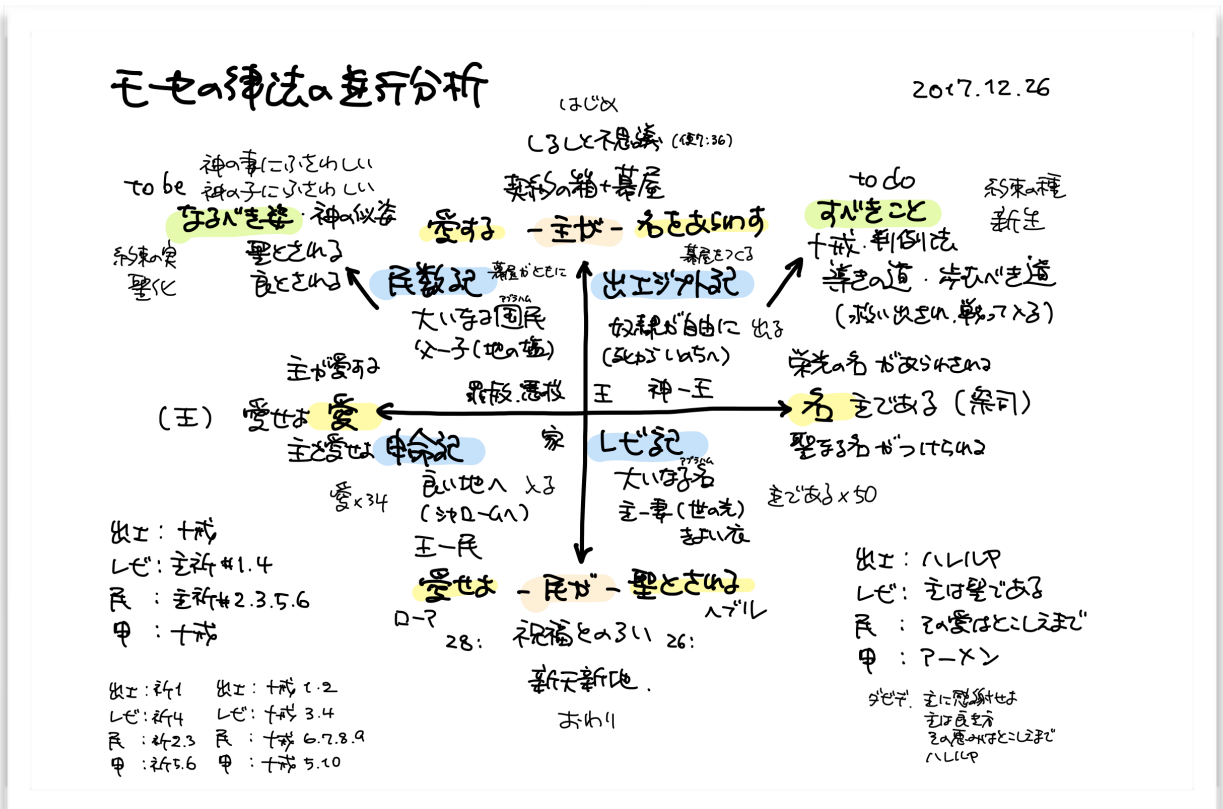 モーセの律法の並行分析
2017.12.26
はじめ
しるしと不思議 (使7:36)
契約の箱+幕屋
愛する -主が- 名をあらわす
to be
神の妻にふさわしい
神の子にふさわしい
なるべき姿・神の似姿
聖とされる
良とされる
約束の実
聖化
to do
すべきこと
約束の種
新生
十戒・判例法
導きの道・歩むべき道
(救い出され、戦って入る)
民数記
幕屋がともに
大いなる国民
アブラハム
父ー子(地の塩)
幕屋をつくる
出エジプト記
奴隷が自由に 出る
(死からいのちへ)
主が愛する
(王) 愛せよ 愛
主を愛せよ
王 神ー王
栄光の名があらわされる
名 主である (祭司)
聖なる名がつけられる
申命記
家
レビ記
良い地へ 入る
(シャロームへ)
王ー民
愛×34
アブラハム
大いなる名
主ー妻(世の光)
きよい衣
主である×50
愛せよ -民が- 聖とされる
ローマ
ヘブル
28: 祝福とのろい 26:
新天新地.
おわり
出エ:十戒
レビ:主祈#1.4
民 :主祈#2.3.5.6
申 :十戒
出エ:祈1
レビ:祈4
民 :祈2.3
申 :祈5.6
出エ:十戒 1.2
レビ:十戒 3.4
民 :十戒 6.7.8.9
申 :十戒 5.10
出エ:ハレルヤ
レビ:主は聖である
民 :その愛はとこしえまで
申 :アーメン
ダビデ. 主に感謝せよ
主は良き方
その恵みはとこしえまで
ハレルヤ